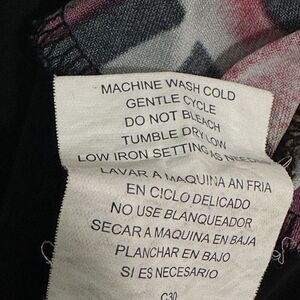 MACHINE WASH COLD
GENTLE CYCLE
DO NOT BLEACH
TUMBLE DRY LOW
LOW IRON SETTING AS
LAVAR A MAQUINA AN FRIA
EN CICLO DELICADO
NO USE BLANQUEADOR
SECAR A MAQUINA EN BAJA
PLANCHAR EN BAJO
SI ES NECESARIO
C30